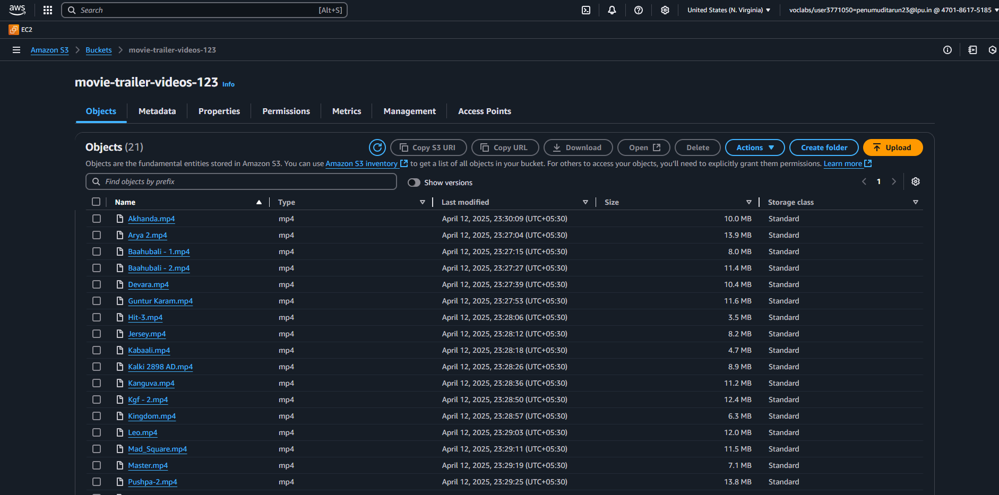 aws
Search [Alt+S] United States (N. Virginia) voclabs/user3771050=penumuditarun23@lpu.in @ 4701-8617-5185
EC2
Amazon S3 Buckets movie-trailer-videos-123
movie-trailer-videos-123 Info
Objects Metadata Properties Permissions Metrics Management Access Points
Objects (21) Copy S3 URI Copy URL Download Open Delete Actions Create folder Upload
Objects are the fundamental entities stored in Amazon S3. You can use Amazon S3 inventory to get a list of all objects in your bucket. For others to access your objects, you'll need to explicitly grant them permissions. Learn more
Find objects by prefix Show versions 1
Name Type Last modified Size Storage class
Akhanda.mp4 mp4 April 12, 2025, 23:30:09 (UTC+05:30) 10.0 MB Standard
Arya 2.mp4 mp4 April 12, 2025, 23:27:04 (UTC+05:30) 13.9 MB Standard
Baahubali - 1.mp4 mp4 April 12, 2025, 23:27:15 (UTC+05:30) 8.0 MB Standard
Baahubali - 2.mp4 mp4 April 12, 2025, 23:27:27 (UTC+05:30) 11.4 MB Standard
Devara.mp4 mp4 April 12, 2025, 23:27:39 (UTC+05:30) 10.4 MB Standard
Guntur Karam.mp4 mp4 April 12, 2025, 23:27:53 (UTC+05:30) 11.6 MB Standard
Hit-3.mp4 mp4 April 12, 2025, 23:28:06 (UTC+05:30) 3.5 MB Standard
Jersey.mp4 mp4 April 12, 2025, 23:28:12 (UTC+05:30) 8.2 MB Standard
Kabaali.mp4 mp4 April 12, 2025, 23:28:18 (UTC+05:30) 4.7 MB Standard
Kalki 2898 AD.mp4 mp4 April 12, 2025, 23:28:26 (UTC+05:30) 8.9 MB Standard
Kanguva.mp4 mp4 April 12, 2025, 23:28:36 (UTC+05:30) 11.2 MB Standard
Kgf - 2.mp4 mp4 April 12, 2025, 23:28:50 (UTC+05:30) 12.4 MB Standard
Kingdom.mp4 mp4 April 12, 2025, 23:28:57 (UTC+05:30) 6.3 MB Standard
Leo.mp4 mp4 April 12, 2025, 23:29:03 (UTC+05:30) 12.0 MB Standard
Mad_Square.mp4 mp4 April 12, 2025, 23:29:11 (UTC+05:30) 11.5 MB Standard
Master.mp4 mp4 April 12, 2025, 23:29:19 (UTC+05:30) 7.1 MB Standard
Pushpa-2.mp4 mp4 April 12, 2025, 23:29:25 (UTC+05:30) 13.8 MB Standard